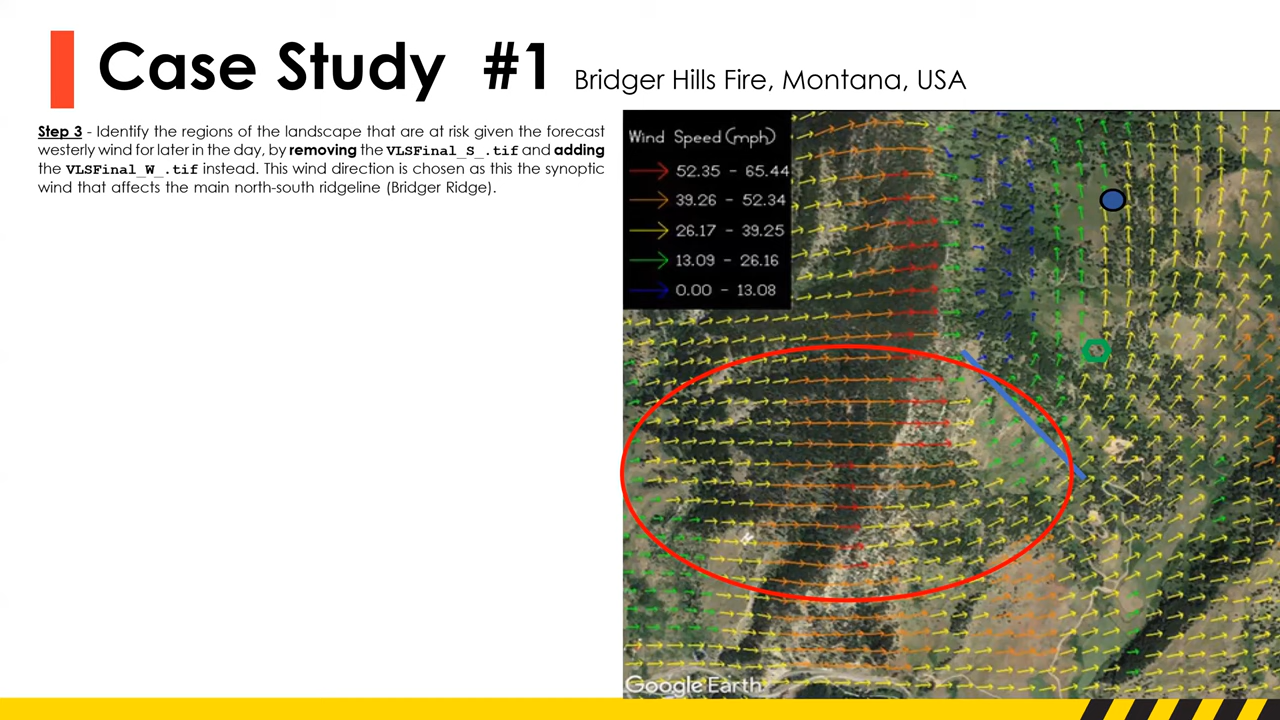 Case Study #1 Bridger Hills Fire, Montana, USA
Step 3 - Identify the regions of the landscape that are at risk given the forecast
westerly wind for later in the day, by removing the VLSFinal_S_.tif and adding
the VLSFinal_W_.tif instead. This wind direction is chosen as this the synoptic
wind that affects the main north-south ridgeline (Bridger Ridge).
Wind Speed (mph)
52.35 - 65.44
39.26 - 52.34
26.17 - 39.25
13.09 - 26.16
0.00 - 13.08
Google Earth